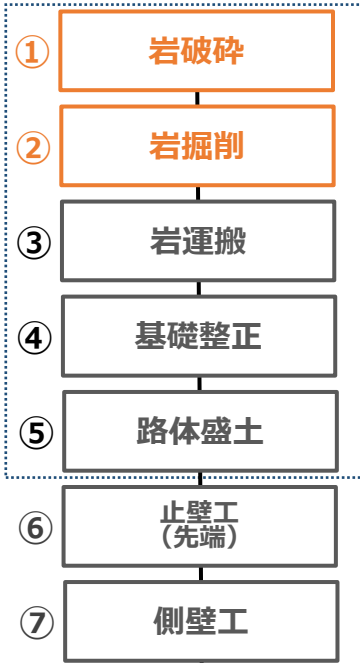 ① 岩破砕
② 岩掘削
③ 岩運搬
④ 基礎整正
⑤ 路体盛土
⑥ 止壁工
（先端）
⑦ 側壁工